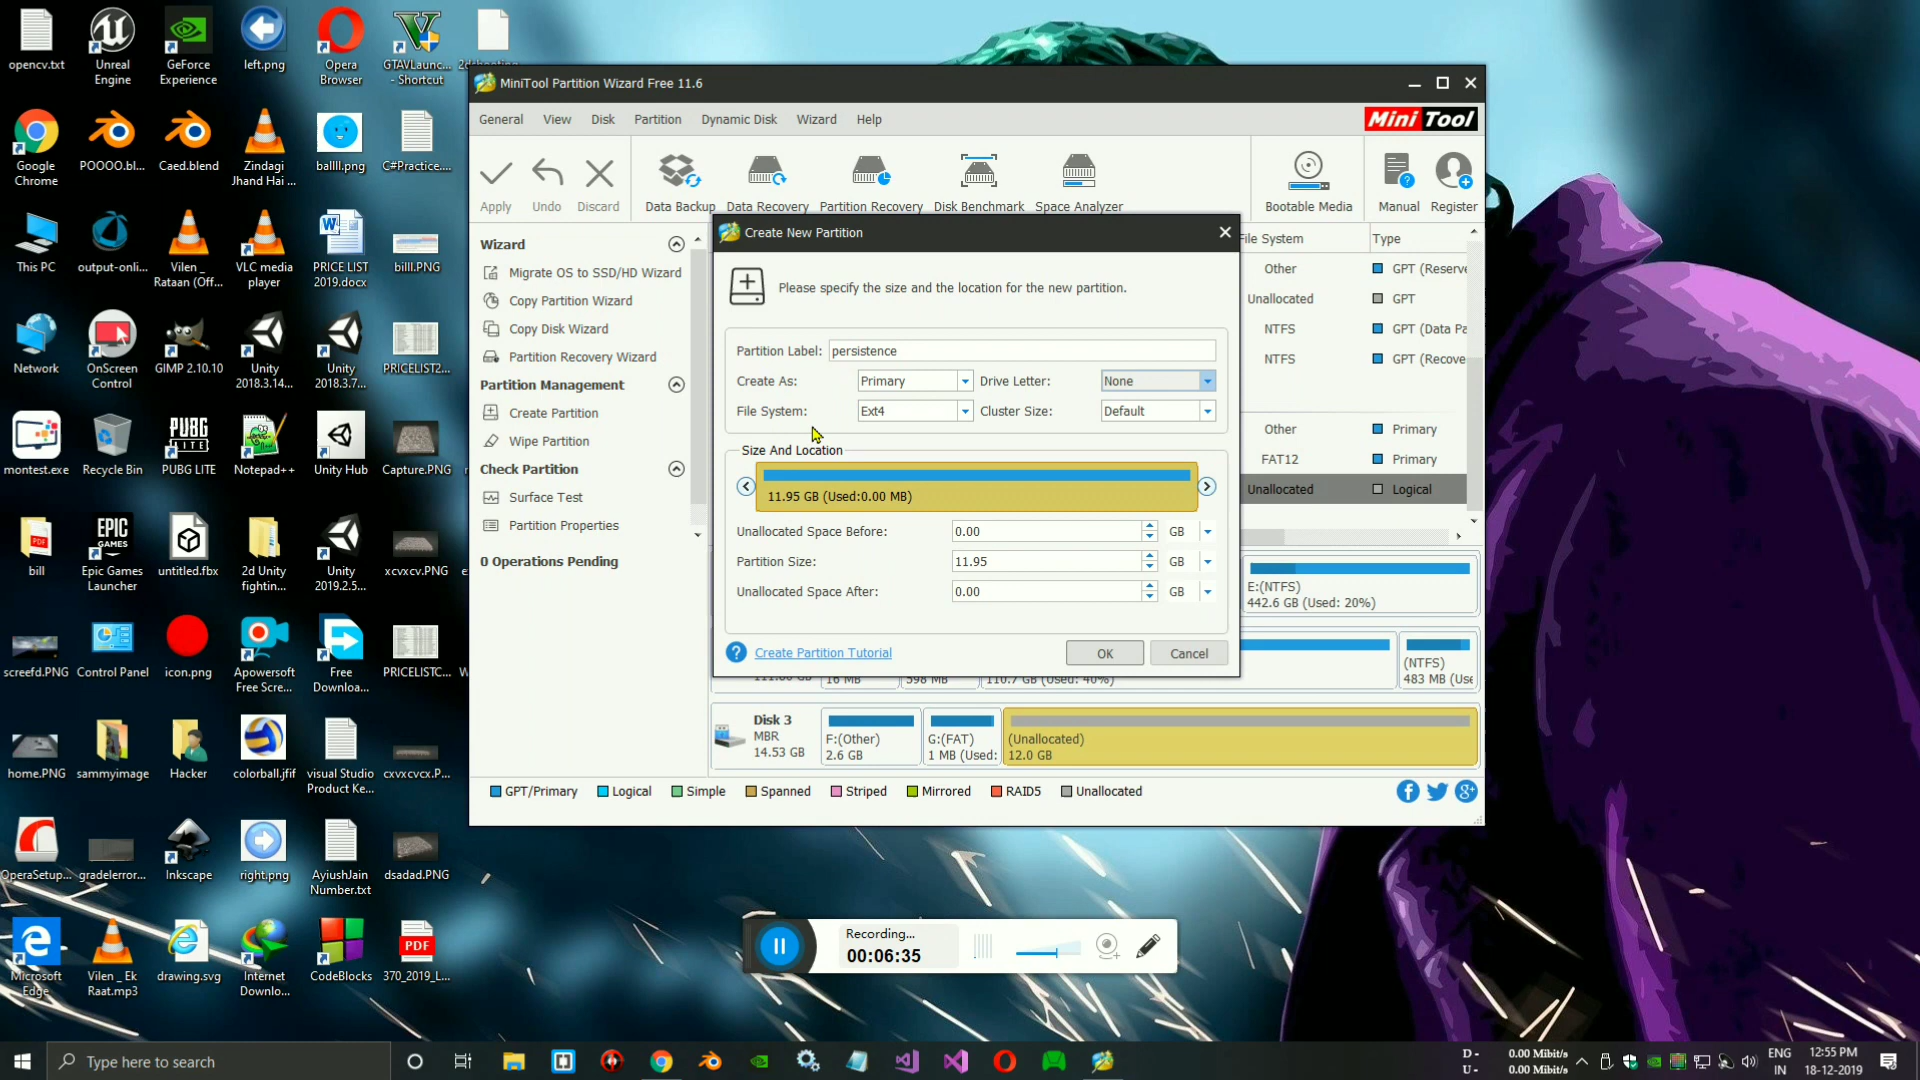 opencv.txt
Unreal Engine
GeForce Experience
left.png
Opera Browser
GTAVLaunc... - Shortcut
Google Chrome
POOOO.bl...
Caed.blend
Zindagi Jhand Hai ...
ballll.png
C#Practice....
This PC
output-onli...
Vilen _ Rataan (Off...
VLC media player
PRICE LIST 2019.docx
billl.PNG
Network
OnScreen Control
GIMP 2.10.10
Unity 2018.3.14...
Unity 2018.3.7...
PRICELIST2...
montest.exe
Recycle Bin
PUBG LITE
Notepad++
Unity Hub
Capture.PNG
bill
Epic Games Launcher
untitled.fbx
2d Unity fightin...
Unity 2019.2.5...
xcvxcv.PNG
screefd.PNG
Control Panel
icon.png
Apowersoft Free Scre...
Free Downloa...
PRICELISTC...
home.PNG
sammyimage
Hacker
colorball.jfif
visual Studio Product Ke...
cxvxcvcx.P...
OperaSetup...
gradelerror...
Inkscape
right.png
AyiushJain Number.txt
dsadad.PNG
Microsoft Edge
Vilen _ Ek Raat.mp3
drawing.svg
Internet Downlo...
CodeBlocks
370_2019_L...
MiniTool Partition Wizard Free 11.6
General View Disk Partition Dynamic Disk Wizard Help
Mini Tool
Apply Undo Discard Data Backup Data Recovery Partition Recovery Disk Benchmark Space Analyzer Bootable Media Manual Register
Wizard
Migrate OS to SSD/HD Wizard
Copy Partition Wizard
Copy Disk Wizard
Partition Recovery Wizard
Partition Management
Create Partition
Wipe Partition
Check Partition
Surface Test
Partition Properties
0 Operations Pending
Create New Partition
Please specify the size and the location for the new partition.
Partition Label: persistence
Create As: Primary Drive Letter: None
File System: Ext4 Cluster Size: Default
Size And Location
11.95 GB (Used:0.00 MB)
Unallocated Space Before: 0.00 GB
Partition Size: 11.95 GB
Unallocated Space After: 0.00 GB
Create Partition Tutorial
OK Cancel
File System Type
Other GPT (Reserve
Unallocated GPT
NTFS GPT (Data Pa
NTFS GPT (Recove
Other Primary
FAT12 Primary
Unallocated Logical
E:(NTFS)
442.6 GB (Used: 20%)
(NTFS)
483 MB (Use
16 MB
598 MB
110.7 GB (Used: 40%)
Disk 3
MBR
14.53 GB
F:(Other)
2.6 GB
G:(FAT)
1 MB (Used:
(Unallocated)
12.0 GB
GPT/Primary Logical Simple Spanned Striped Mirrored RAID5 Unallocated
Recording...
00:06:35
Type here to search
D - 0.00 Mibit/s
U - 0.00 Mibit/s
ENG
IN
12:55 PM
18-12-2019